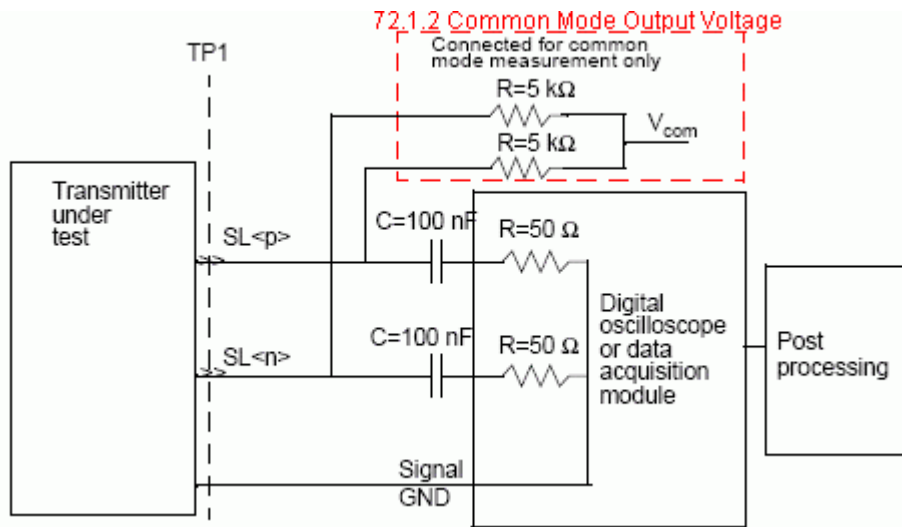 72.1.2 Common Mode Output Voltage
TP1
Connected for common
mode measurement only
R=5 kΩ
R=5 kΩ
Vcom
Transmitter
under
test
SL<p>
C=100 nF
R=50 Ω
SL<n>
C=100 nF
R=50 Ω
Digital
oscilloscope
or data
acquisition
module
Post
processing
Signal
GND